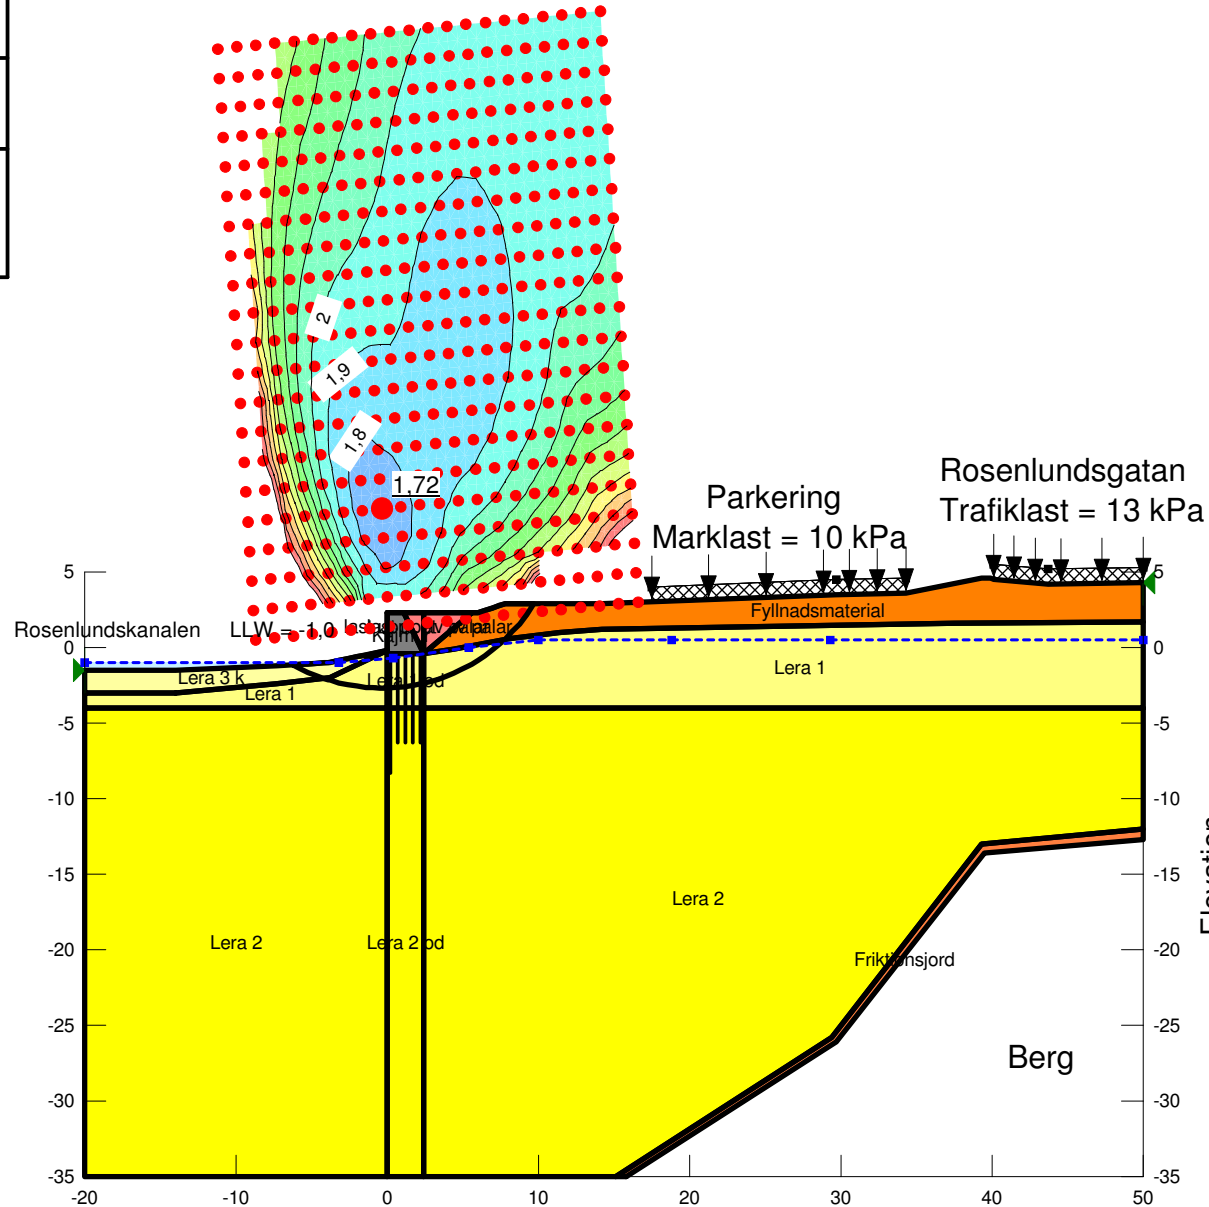 2
1,9
1,8
1,72
Rosenlundsgatan
Trafiklast = 13 kPa
Parkering
Marklast = 10 kPa
5
5
Fyllnadsmaterial
Rosenlundskanalen
LLW = -1,0
0
0
Lera 1
Lera 3 k
Lera 1
-5
-5
-10
-10
-15
-15
Lera 2
Lera 2
Lera 2 od
-20
-20
Friktionsjord
Elevation
-25
-25
Berg
-30
-30
-35
-35
-20
-10
0
10
20
30
40
50